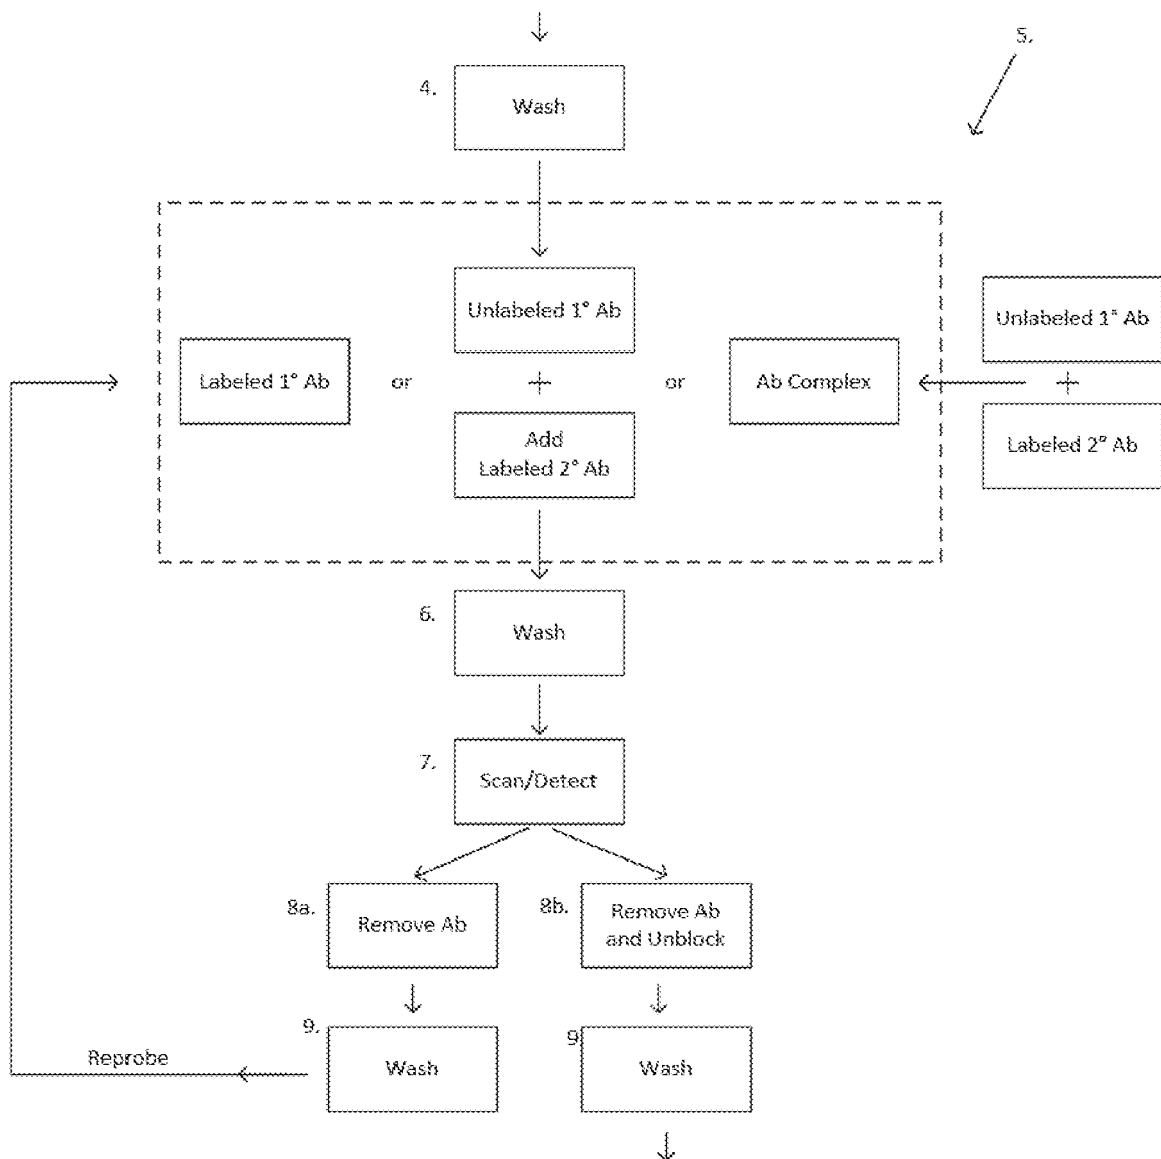 5.
4.
Wash
Unlabeled 1° Ab
Unlabeled 1° Ab
Labeled 1° Ab
or
+
or
Ab Complex
+
Add
Labeled 2° Ab
Labeled 2° Ab
6.
Wash
7.
Scan/Detect
8a.
Remove Ab
8b.
Remove Ab
and Unblock
9.
Wash
9
Wash
Reprobe